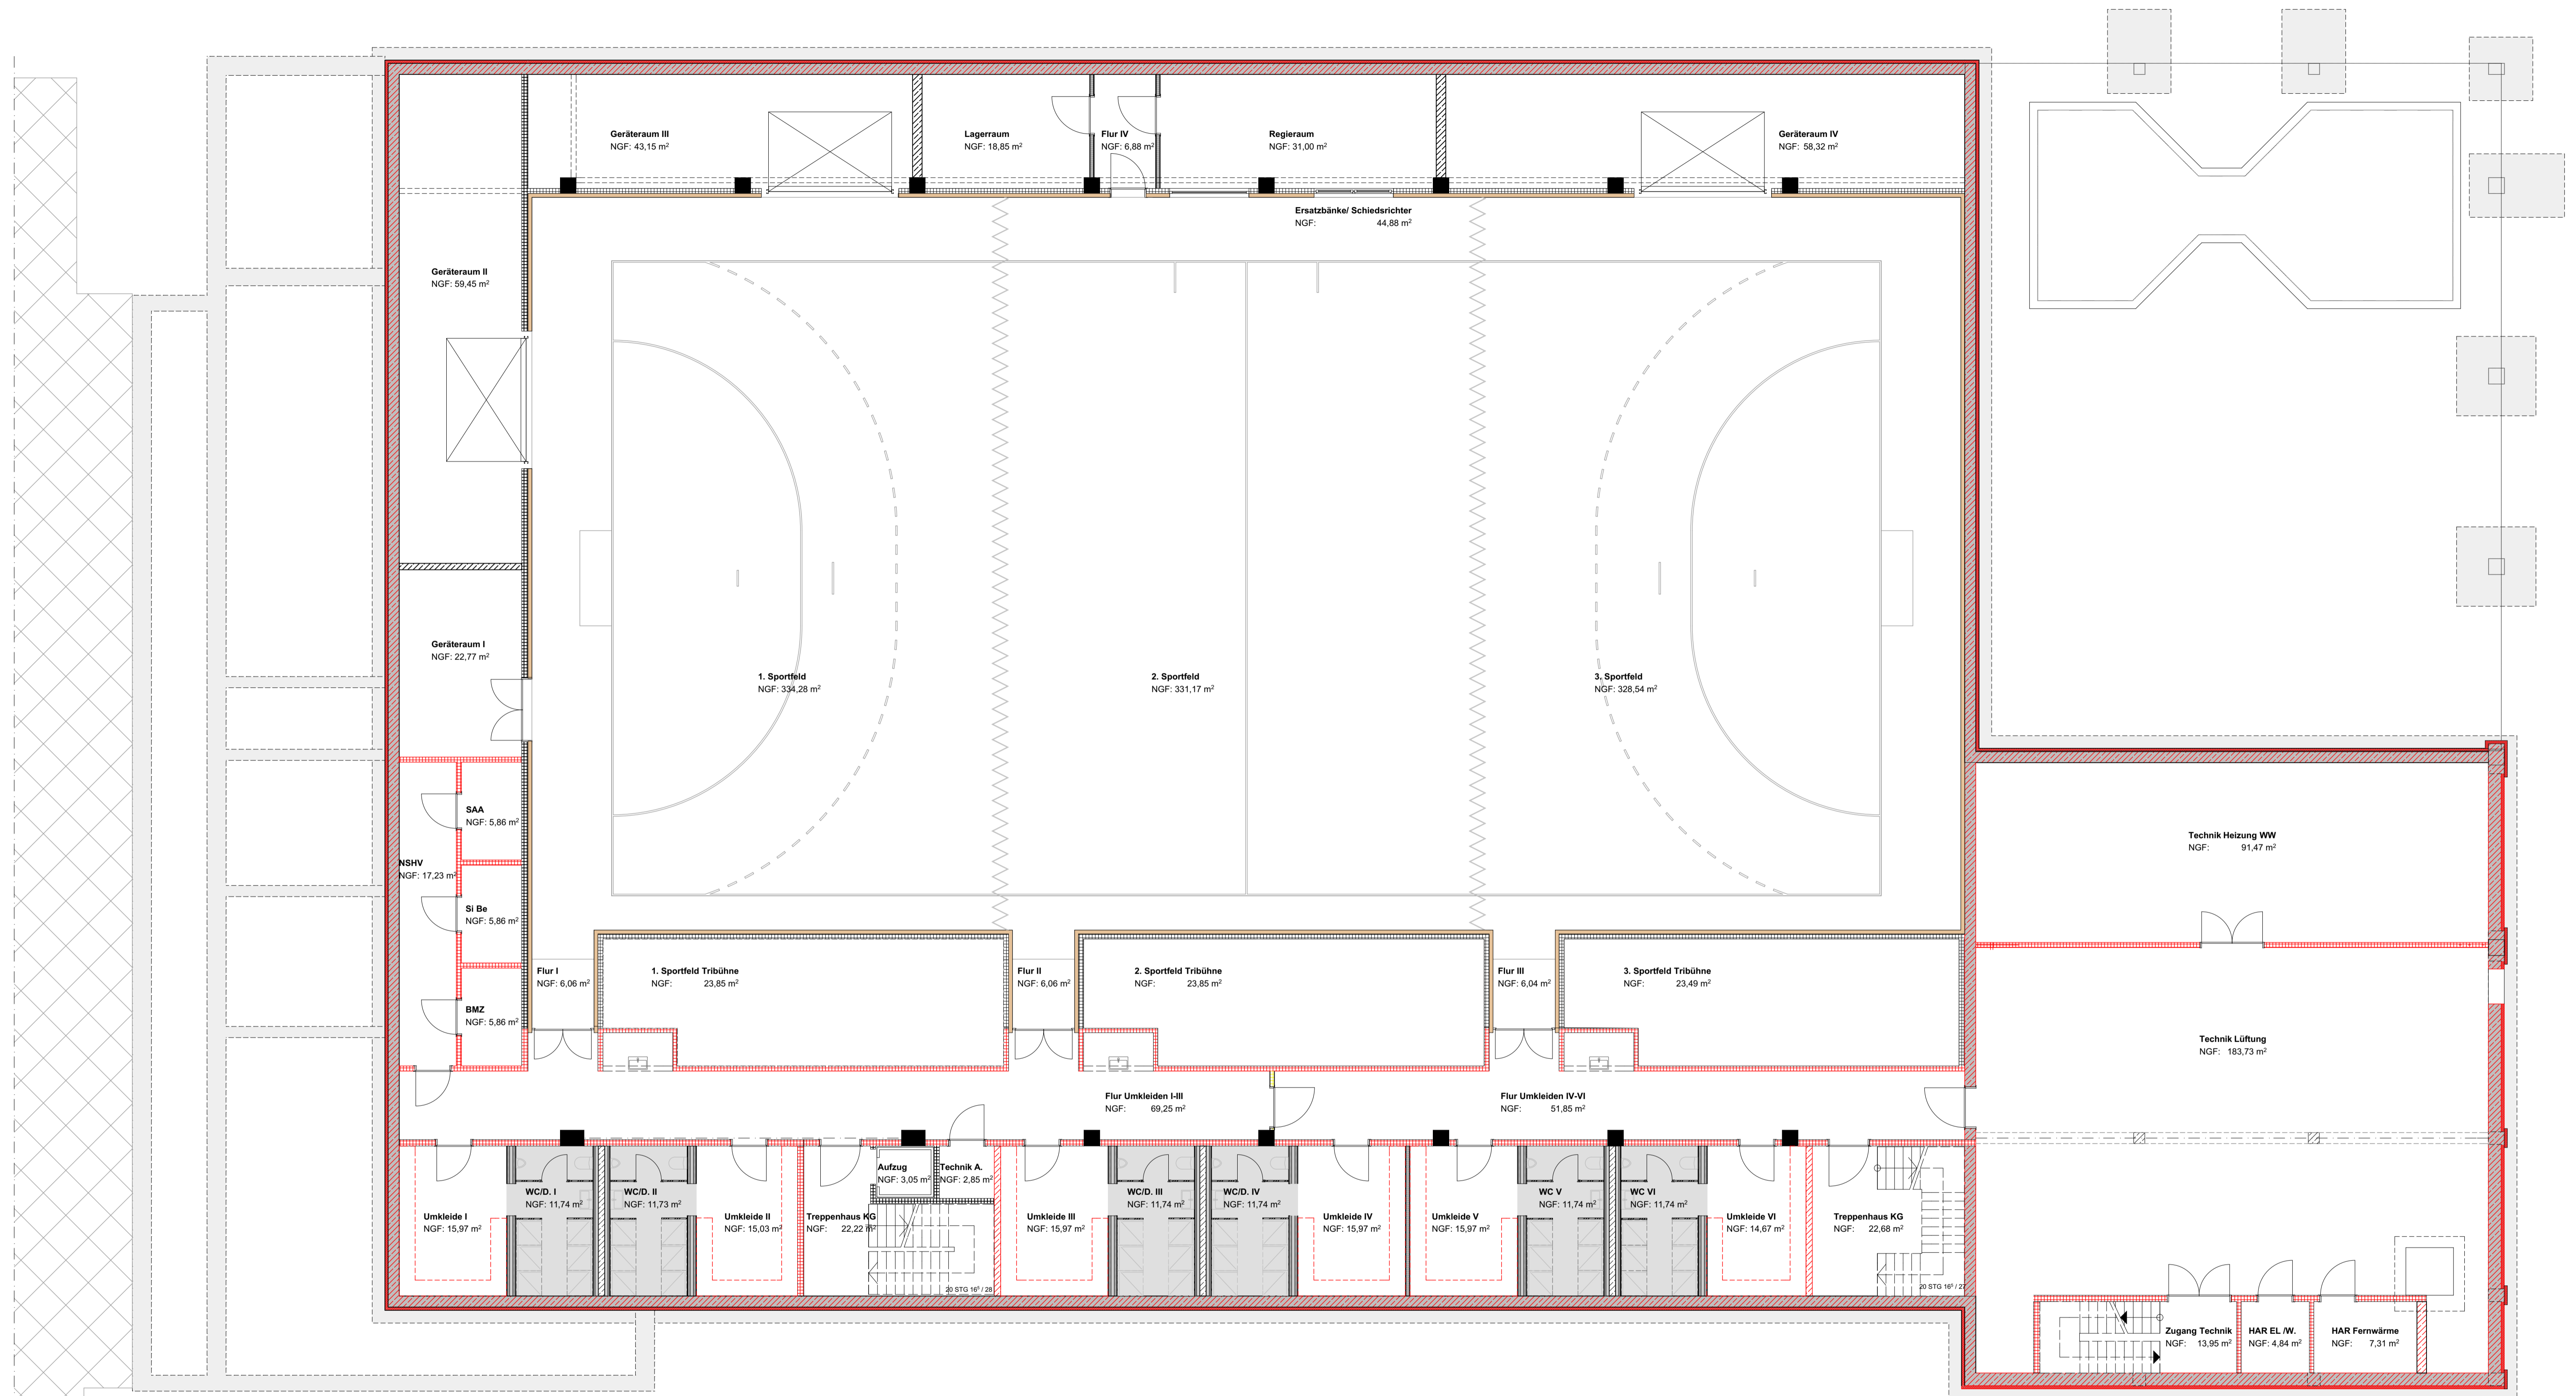 Geräteraum III
NGF: 43,15 m²
Lagerraum
NGF: 18,85 m²
Flur IV
NGF: 6,88 m²
Regieraum
NGF: 31,00 m²
Geräteraum IV
NGF: 58,32 m²
Ersatzbänke/ Schiedsrichter
NGF: 44,88 m²
Geräteraum II
NGF: 59,45 m²
Geräteraum I
NGF: 22,77 m²
1. Sportfeld
NGF: 334,28 m²
2. Sportfeld
NGF: 331,17 m²
3. Sportfeld
NGF: 328,54 m²
SAA
NGF: 5,86 m²
NSHV
NGF: 17,23 m²
Si Be
NGF: 5,86 m²
BMZ
NGF: 5,86 m²
Technik Heizung WW
NGF: 91,47 m²
Flur I
NGF: 6,06 m²
1. Sportfeld Tribühne
NGF: 23,85 m²
Flur II
NGF: 6,06 m²
2. Sportfeld Tribühne
NGF: 23,85 m²
Flur III
NGF: 6,04 m²
3. Sportfeld Tribühne
NGF: 23,49 m²
Technik Lüftung
NGF: 183,73 m²
Flur Umkleiden I-III
NGF: 69,25 m²
Flur Umkleiden IV-VI
NGF: 51,85 m²
Aufzug
NGF: 3,05 m²
Technik A.
NGF: 2,85 m²
WC/D. I
NGF: 11,74 m²
WC/D. II
NGF: 11,73 m²
WC/D. III
NGF: 11,74 m²
WC/D. IV
NGF: 11,74 m²
WC V
NGF: 11,74 m²
WC VI
NGF: 11,74 m²
Umkleide I
NGF: 15,97 m²
Umkleide II
NGF: 15,03 m²
Treppenhaus KG
NGF: 22,22 m²
Umkleide III
NGF: 15,97 m²
Umkleide IV
NGF: 15,97 m²
Umkleide V
NGF: 15,97 m²
Umkleide VI
NGF: 14,67 m²
Treppenhaus KG
NGF: 22,68 m²
20 STG 16⁵ / 28
20 STG 16⁵ / 27
Zugang Technik
NGF: 13,95 m²
HAR EL /W.
NGF: 4,84 m²
HAR Fernwärme
NGF: 7,31 m²